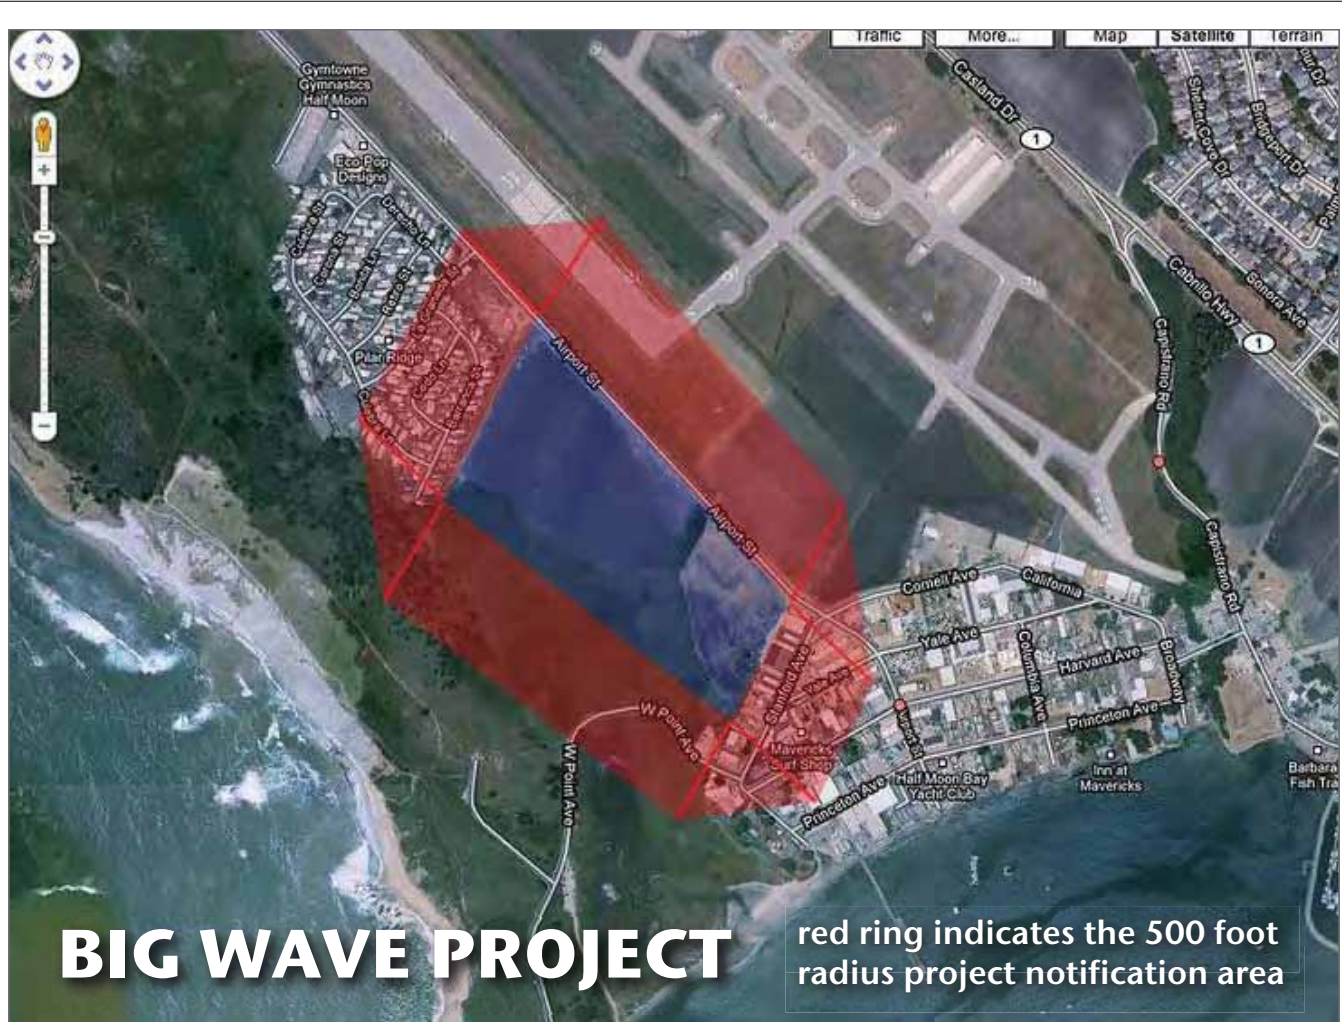 Traffic
More...
Map
Satellite
Terrain
Gymtowne
Gymnastics
Half Moon
Eco Pop
Designs
Casland Dr
1
Shelter Cove Dr
Bridgeport Dr
Pilar Ridge
Airport St
Cabrillo Hwy
Sonora Ave
1
Capistrano Rd
Airport St
Capistrano Rd
Cornell Ave
California
Yale Ave
Columbia Ave
Harvard Ave
Broadway
Princeton Ave
Stanford Ave
Yale Ave
W Point Ave
W Point Ave
Mavericks
Surf Shop
Princeton Ave
Half Moon Bay
Yacht Club
Inn at
Mavericks
Barbara
Fish Tra
BIG WAVE PROJECT
red ring indicates the 500 foot
radius project notification area